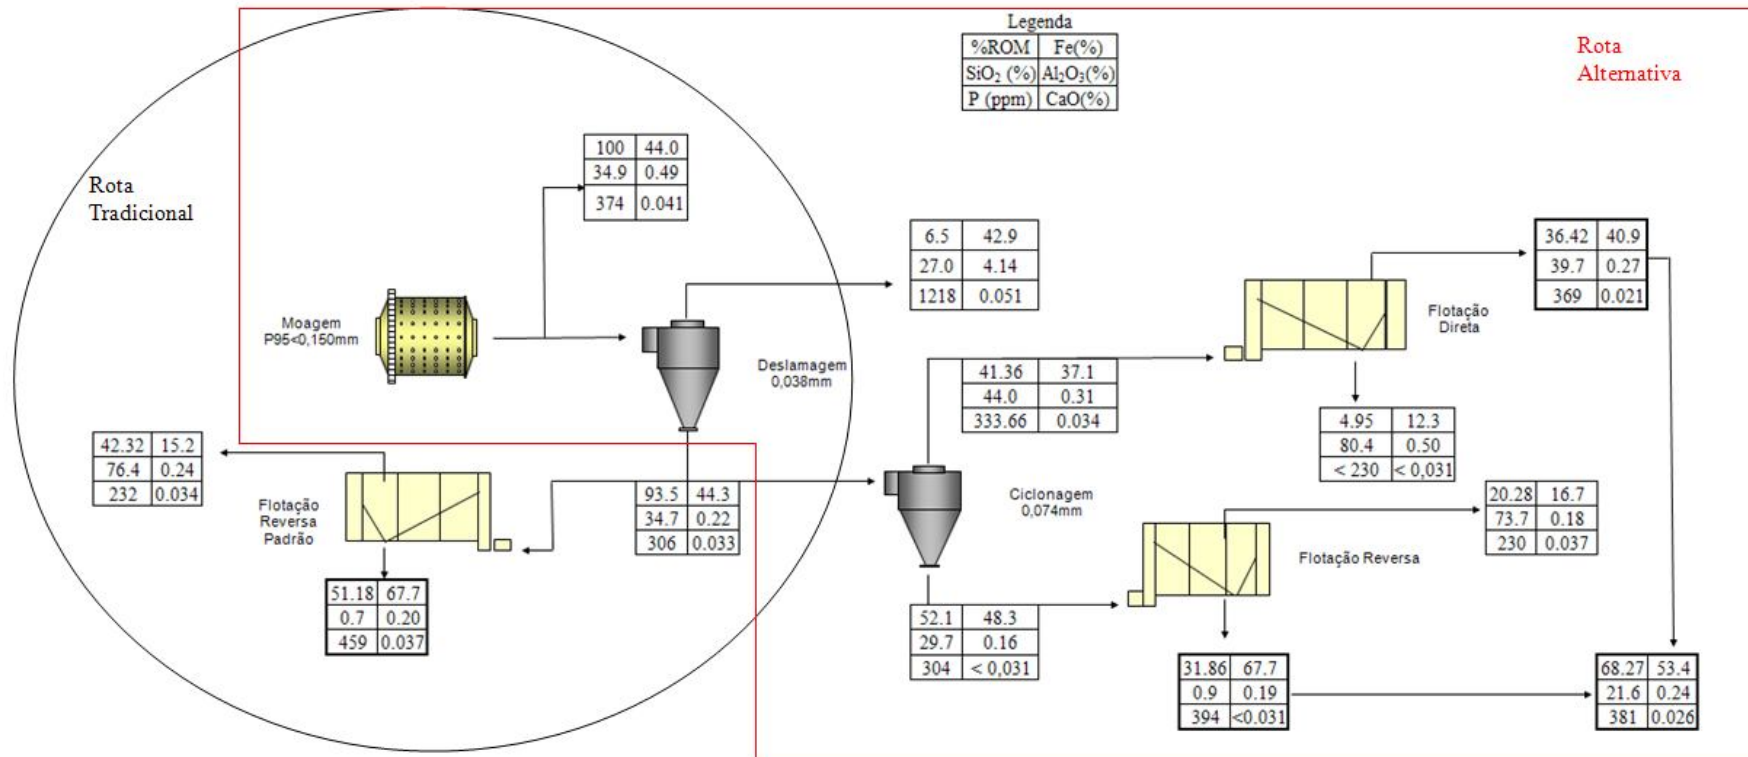 Legenda
%ROM Fe(%)
SiO₂ (%) Al₂O₃(%)
P (ppm) CaO(%)
Rota
Alternativa
Rota
Tradicional
100 44.0
34.9 0.49
374 0.041
Moagem
P95<0,150mm
Deslamagem
0,038mm
6.5 42.9
27.0 4.14
1218 0.051
36.42 40.9
39.7 0.27
369 0.021
Flotação
Direta
41.36 37.1
44.0 0.31
333.66 0.034
4.95 12.3
80.4 0.50
< 230 < 0,031
42.32 15.2
76.4 0.24
232 0.034
Flotação
Reversa
Padrão
93.5 44.3
34.7 0.22
306 0.033
Ciclonagem
0,074mm
20.28 16.7
73.7 0.18
230 0.037
Flotação Reversa
51.18 67.7
0.7 0.20
459 0.037
52.1 48.3
29.7 0.16
304 < 0,031
31.86 67.7
0.9 0.19
394 <0.031
68.27 53.4
21.6 0.24
381 0.026